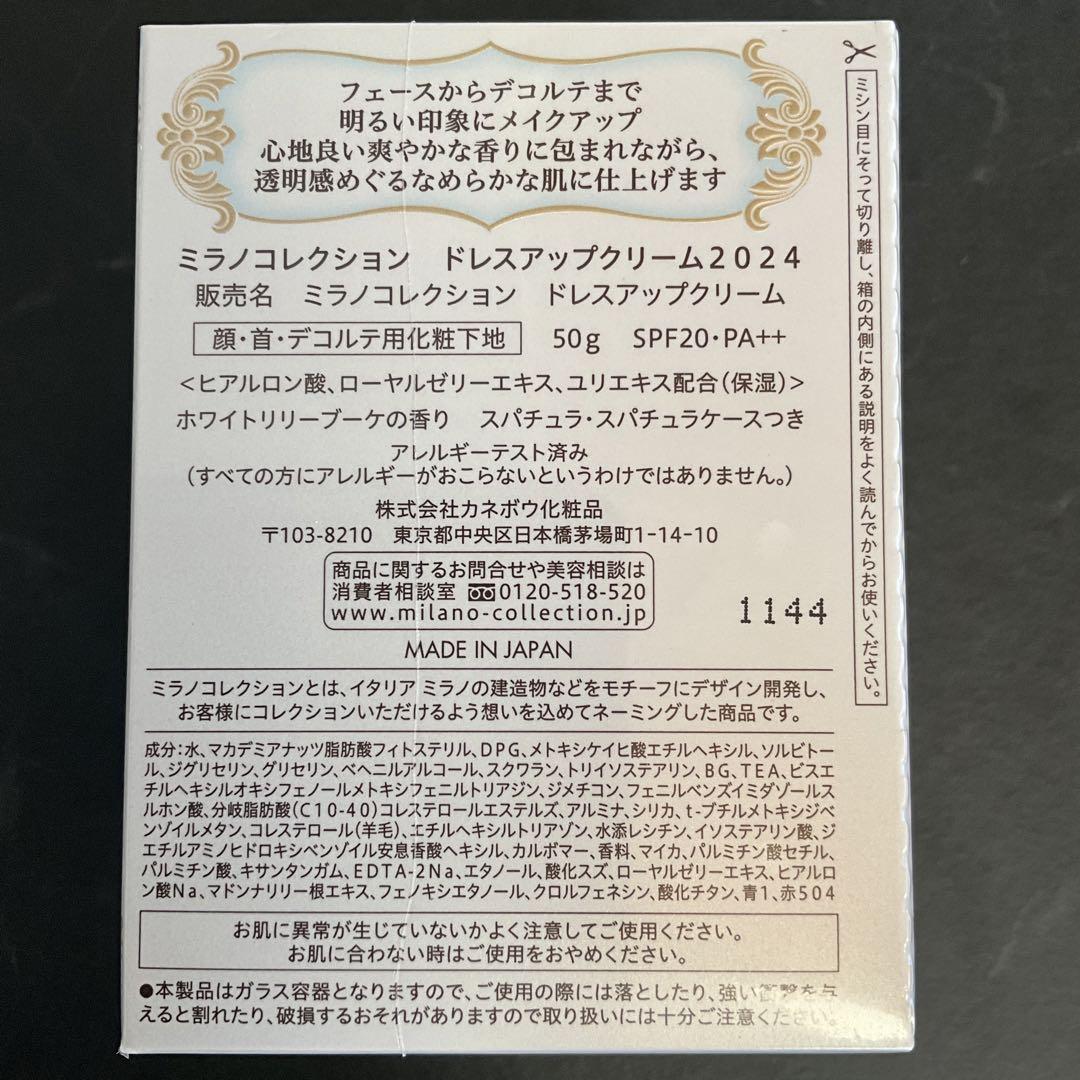 フェースからデコルテまで
明るい印象にメイクアップ
心地良い爽やかな香りに包まれながら、
透明感めぐるなめらかな肌に仕上げます
ミラノコレクション ドレスアップクリーム2024
販売名 ミラノコレクション ドレスアップクリーム
顔・首・デコルテ用化粧下地 50g SPF20・PA++
<ヒアルロン酸、ローヤルゼリーエキス、ユリエキス配合(保湿)>
ホワイトリリーブーケの香り スパチュラ・スパチュラケースつき
アレルギーテスト済み
(すべての方にアレルギーがおこらないというわけではありません。)
株式会社カネボウ化粧品
〒103-8210 東京都中央区日本橋茅場町1-14-10
商品に関するお問合せや美容相談は
消費者相談室 0120-518-520
www.milano-collection.jp
1144
MADE IN JAPAN
ミラノコレクションとは、イタリア ミラノの建造物などをモチーフにデザイン開発し、
お客様にコレクションいただけるよう想いを込めてネーミングした商品です。
成分:水、マカデミアナッツ脂肪酸フィトステリル、DPG、メトキシケイヒ酸エチルヘキシル、ソルビトー
ル、ジグリセリン、グリセリン、ベヘニルアルコール、スクワラン、トリイソステアリン、BG、TEA、ビスエ
チルヘキシルオキシフェノールメトキシフェニルトリアジン、ジメチコン、フェニルベンズイミダゾールス
ルホン酸、分岐脂肪酸(C10-40)コレステロールエステルズ、アルミナ、シリカ、t-ブチルメトキシジベ
ンゾイルメタン、コレステロール(羊毛)、エチルヘキシルトリアゾン、水添レシチン、イソステアリン酸、ジ
エチルアミノヒドロキシベンゾイル安息香酸ヘキシル、カルボマー、香料、マイカ、パルミチン酸セチル、
パルミチン酸、キサンタンガム、EDTA-2Na、エタノール、酸化スズ、ローヤルゼリーエキス、ヒアルロ
ン酸Na、マドンナリリー根エキス、フェノキシエタノール、クロルフェネシン、酸化チタン、青1、赤504
お肌に異常が生じていないかよく注意してご使用ください。
お肌に合わない時はご使用をおやめください。
●本製品はガラス容器となりますので、ご使用の際には落としたり、強い衝撃を与
えると割れたり、破損するおそれがありますので取り扱いには十分ご注意ください。
ミシン目にそって切り離し、箱の内側にある説明をよく読んでからお使いください。